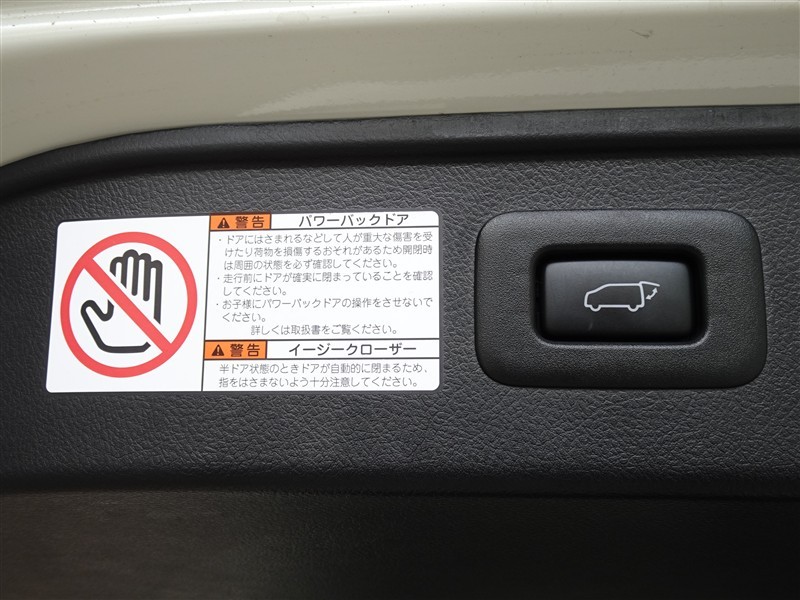 警告 パワーバックドア
・ドアにはさまれるなどして人が重大な傷害を受
けたり荷物を損傷するおそれがあるため開閉時
は周囲の状態を必ず確認してください。
・走行前にドアが確実に閉まっていることを確認
してください。
・お子様にパワーバックドアの操作をさせないで
ください。
詳しくは取扱書をご覧ください。
警告 イージークローザー
半ドア状態のときドアが自動的に閉まるため、
指をはさまないよう十分注意してください。